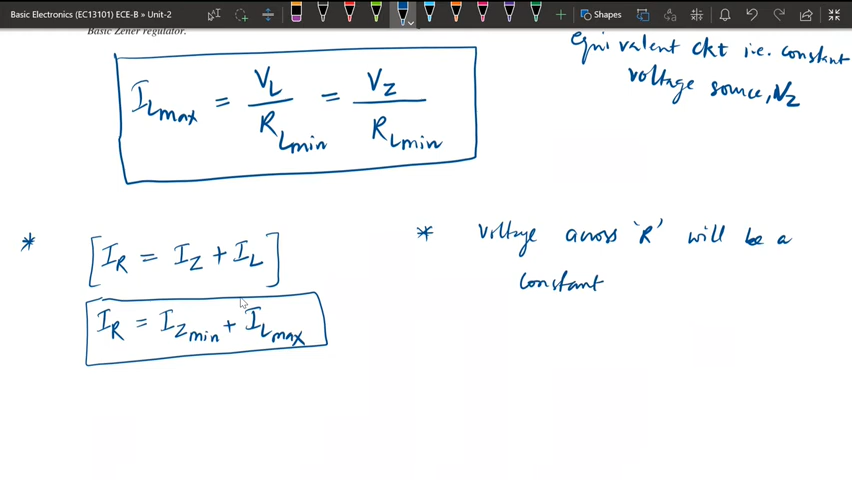 Basic Electronics (EC13101) ECE-B » Unit-2
Shapes
Basic Zener regulator.
equivalent ckt i.e. constant
voltage source, VZ
ILmax = VL / RLmin = VZ / RLmin
* [IR = IZ + IL]
IR = IZmin + ILmax
* Voltage across 'R' will be a
constant